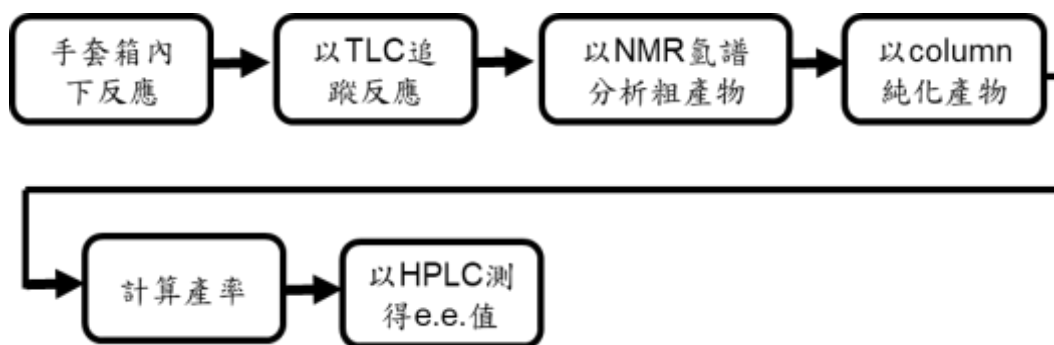 手套箱內
下反應
以TLC追
蹤反應
以NMR氫譜
分析粗產物
以column
純化產物
計算產率
以HPLC測
得e.e.值